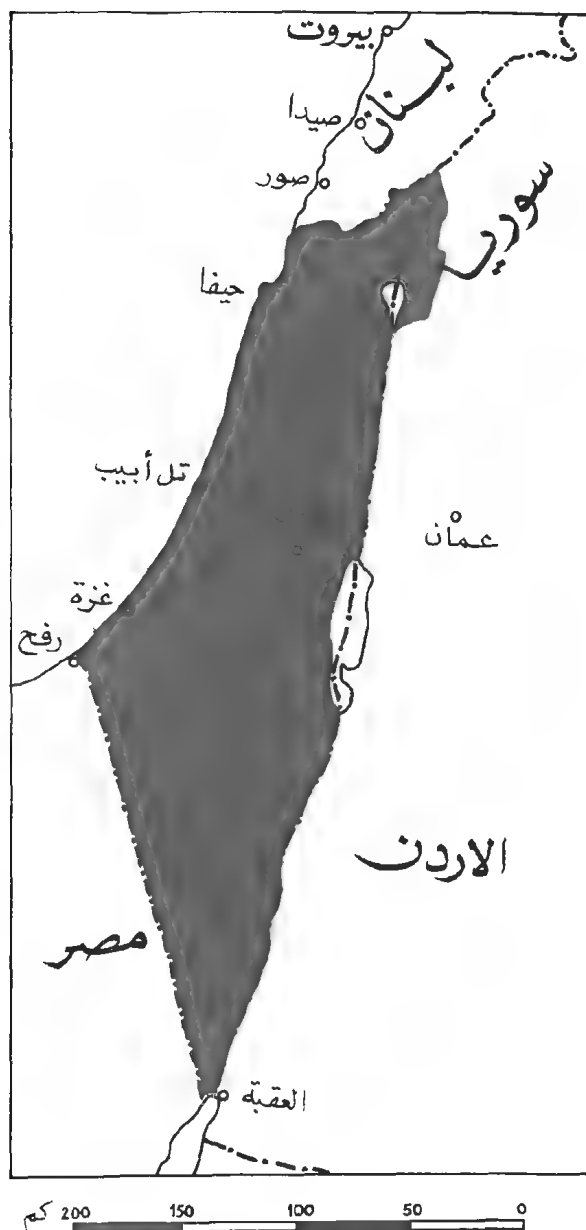 بيروت
لبنان
صيدا
صور
سوريا
حيفا
تل أبيب
عمان
غزة
رفح
الاردن
مصر
العقبة
كم 200 150 100 50 0